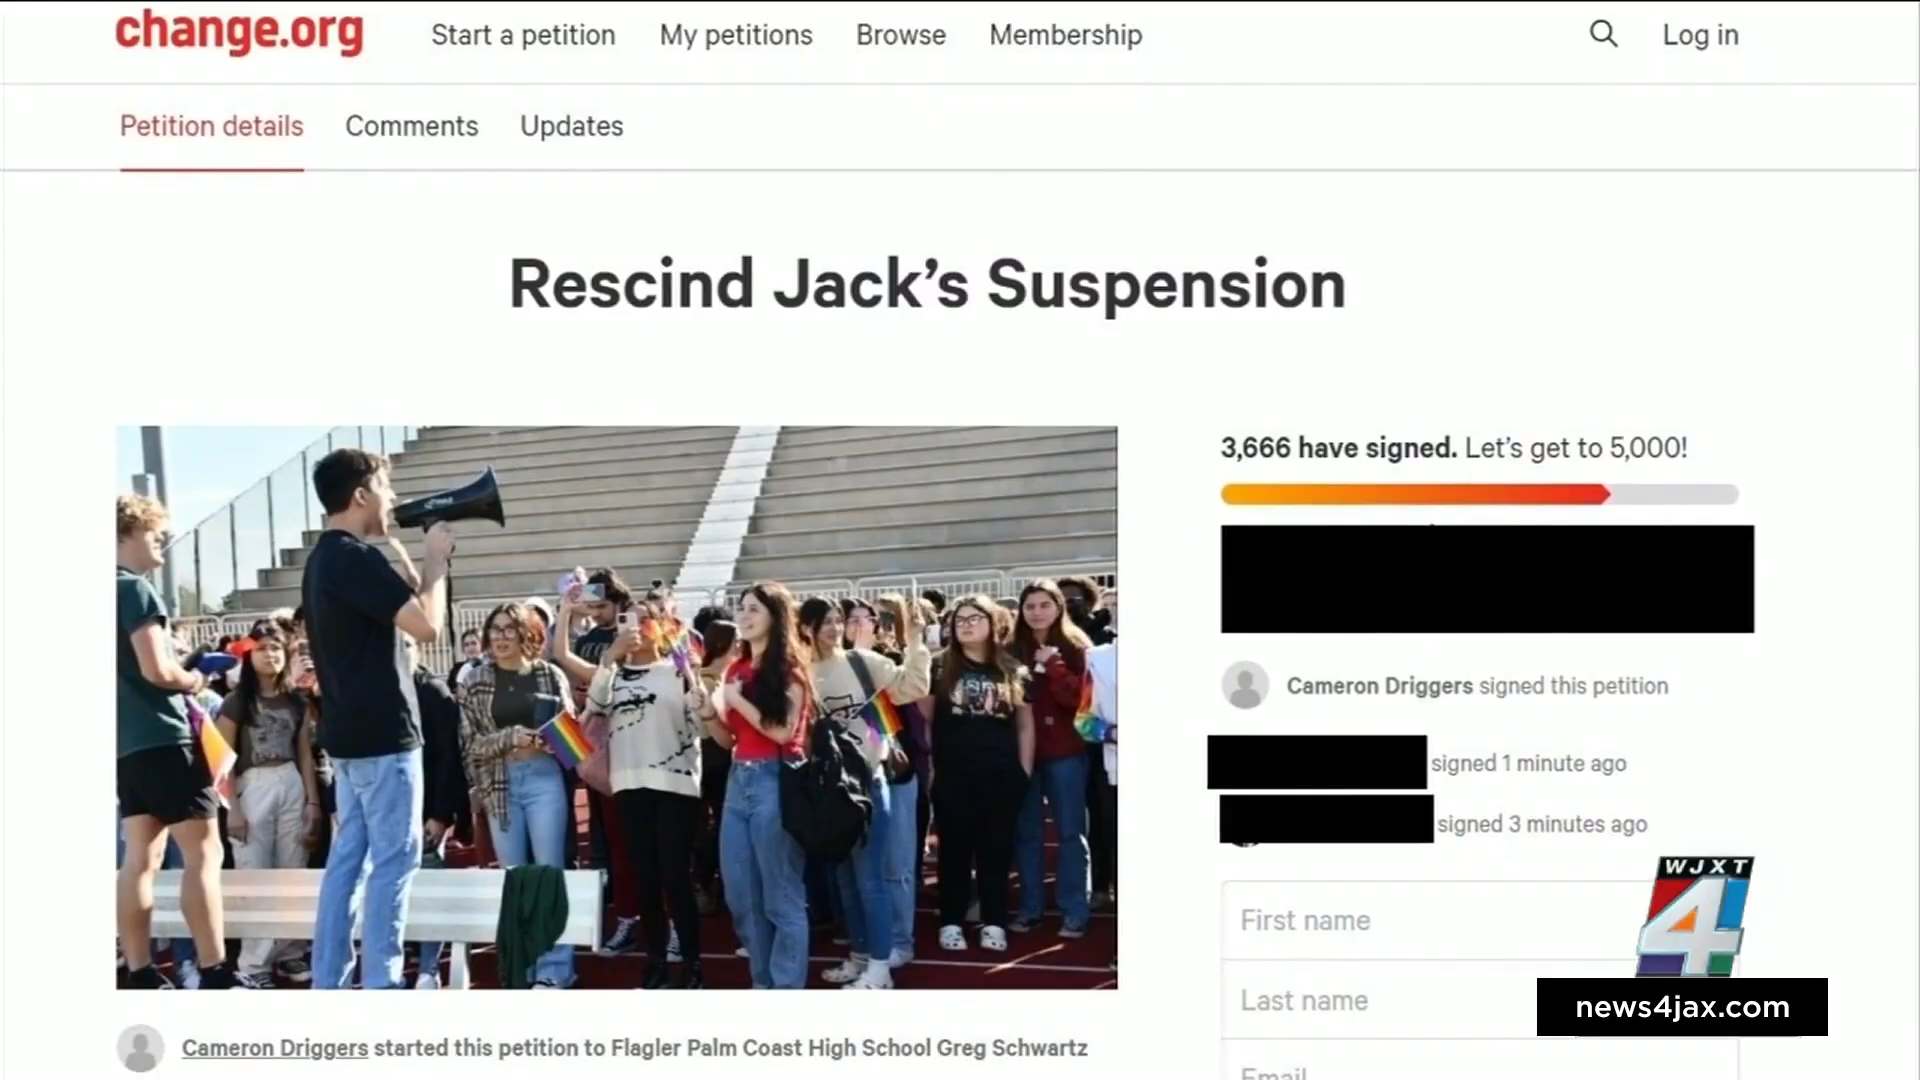 change.org
Start a petition
My petitions
Browse
Membership
Log in
Petition details
Comments
Updates
Rescind Jack’s Suspension
3,666 have signed. Let’s get to 5,000!
Cameron Driggers signed this petition
signed 1 minute ago
signed 3 minutes ago
First name
Last name
Email
Cameron Driggers started this petition to Flagler Palm Coast High School Greg Schwartz
WJXT
4
news4jax.com